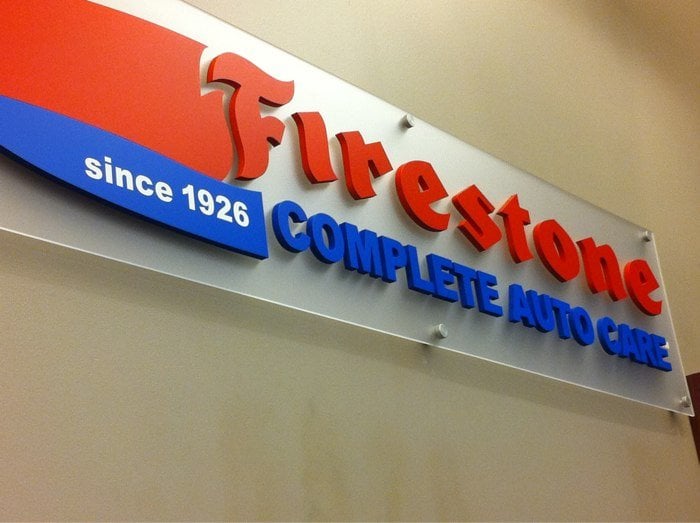 Firestone
since 1926
COMPLETE AUTO CARE